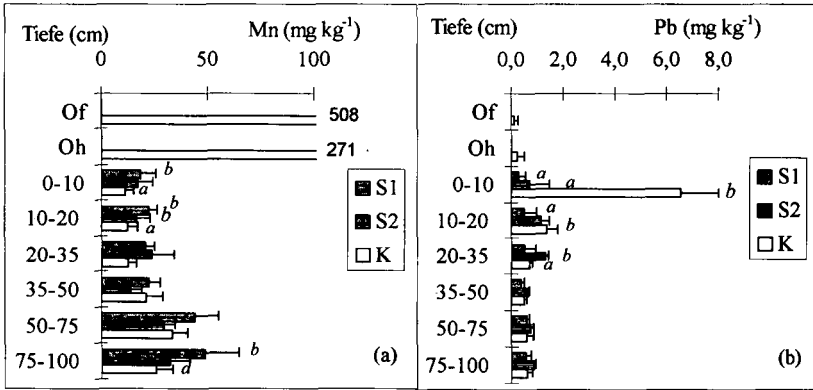 Tiefe (cm) Mn (mg kg⁻¹)
0 50 100
Of 508
Oh 271
0-10 b a
10-20 b b a
20-35
35-50
50-75
75-100 b a
S1
S2
K
(a)
Tiefe (cm) Pb (mg kg⁻¹)
0,0 2,0 4,0 6,0 8,0
Of
Oh
0-10 a a b
10-20 a b
20-35 b a
35-50
50-75
75-100
S1
S2
K
(b)